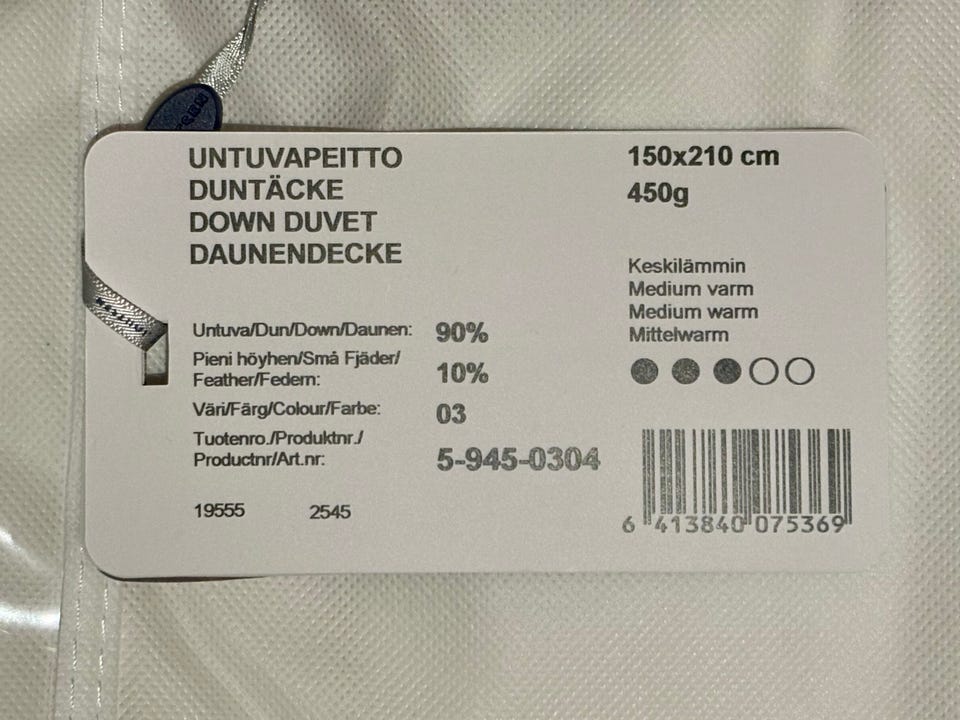 UNTUVAPEITTO
DUNTÄCKE
DOWN DUVET
DAUNENDECKE
150x210 cm
450g
Keskilämmin
Medium varm
Medium warm
Mittelwarm
Untuva/Dun/Down/Daunen: 90%
Pieni höyhen/Små Fjäder/
Feather/Federn: 10%
Väri/Färg/Colour/Farbe: 03
Tuotenro./Produktnr./
Productnr/Art.nr: 5-945-0304
19555 2545
6 413840 075369